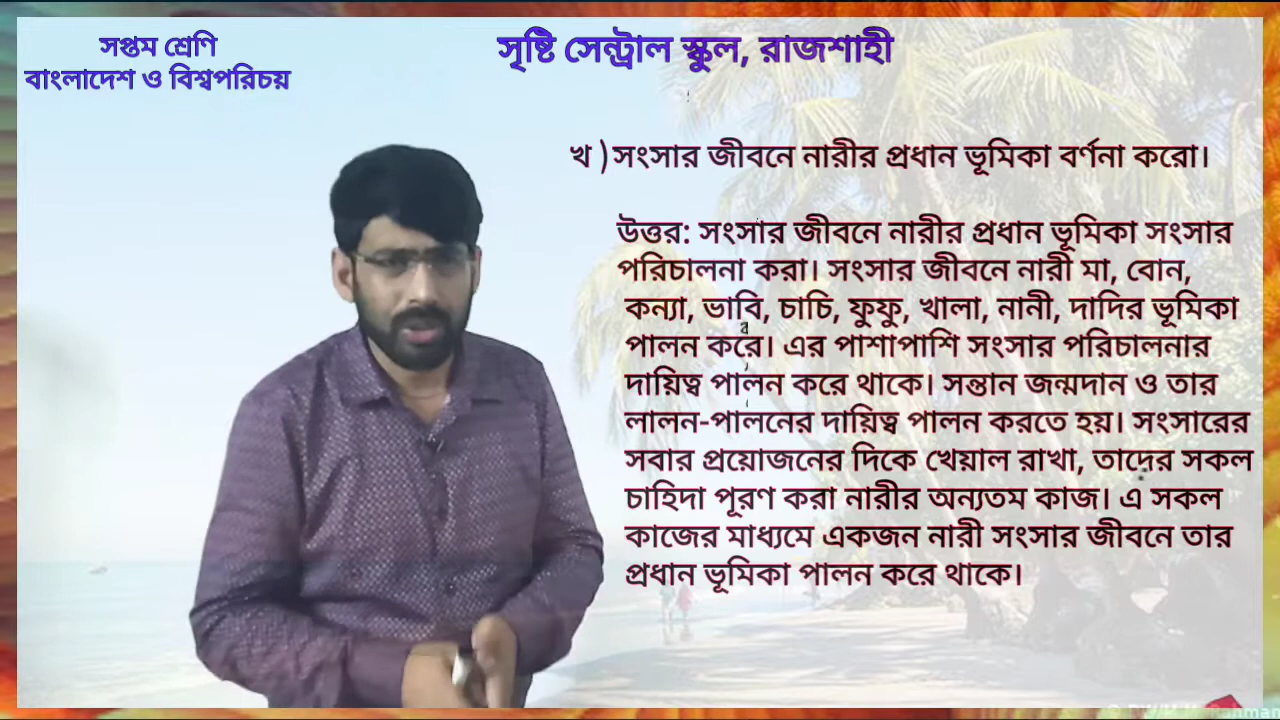 সপ্তম শ্রেণি
বাংলাদেশ ও বিশ্বপরিচয়
সৃষ্টি সেন্ট্রাল স্কুল, রাজশাহী
খ ) সংসার জীবনে নারীর প্রধান ভূমিকা বর্ণনা করো।
উত্তর: সংসার জীবনে নারীর প্রধান ভূমিকা সংসার
পরিচালনা করা। সংসার জীবনে নারী মা, বোন,
কন্যা, ভাবি, চাচি, ফুফু, খালা, নানী, দাদির ভূমিকা
পালন করে। এর পাশাপাশি সংসার পরিচালনার
দায়িত্ব পালন করে থাকে। সন্তান জন্মদান ও তার
লালন-পালনের দায়িত্ব পালন করতে হয়। সংসারের
সবার প্রয়োজনের দিকে খেয়াল রাখা, তাদের সকল
চাহিদা পূরণ করা নারীর অন্যতম কাজ। এ সকল
কাজের মাধ্যমে একজন নারী সংসার জীবনে তার
প্রধান ভূমিকা পালন করে থাকে।